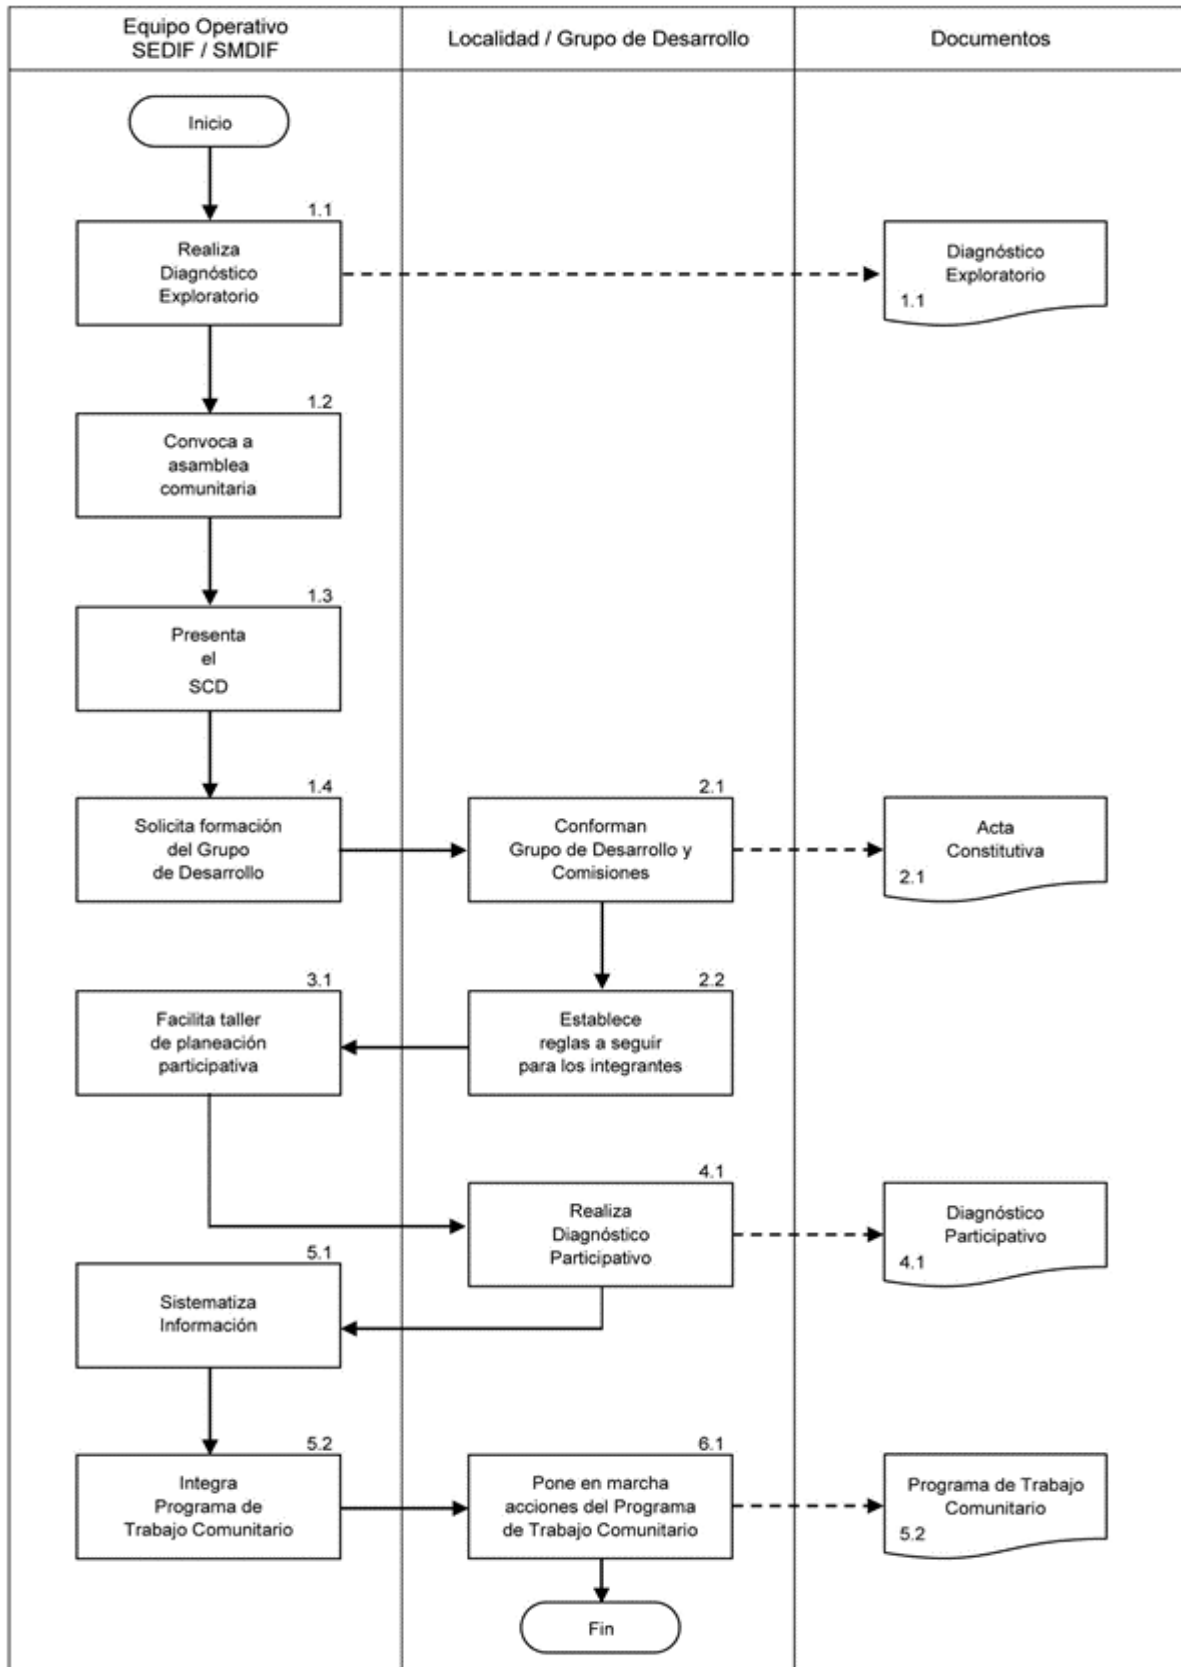 Equipo Operativo
SEDIF / SMDIF
Localidad / Grupo de Desarrollo
Documentos
Inicio
1.1
Realiza
Diagnóstico
Exploratorio
Diagnóstico
Exploratorio
1.1
1.2
Convoca a
asamblea
comunitaria
1.3
Presenta
el
SCD
1.4
Solicita formación
del Grupo
de Desarrollo
2.1
Conforman
Grupo de Desarrollo y
Comisiones
Acta
Constitutiva
2.1
2.2
Establece
reglas a seguir
para los integrantes
3.1
Facilita taller
de planeación
participativa
4.1
Realiza
Diagnóstico
Participativo
Diagnóstico
Participativo
4.1
5.1
Sistematiza
Información
5.2
Integra
Programa de
Trabajo Comunitario
6.1
Pone en marcha
acciones del Programa
de Trabajo Comunitario
Programa de Trabajo
Comunitario
5.2
Fin